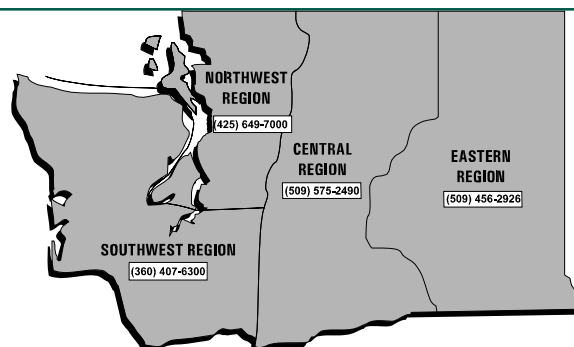 NORTHWEST
REGION
(425) 649-7000
CENTRAL
REGION
(509) 575-2490
EASTERN
REGION
(509) 456-2926
SOUTHWEST REGION
(360) 407-6300